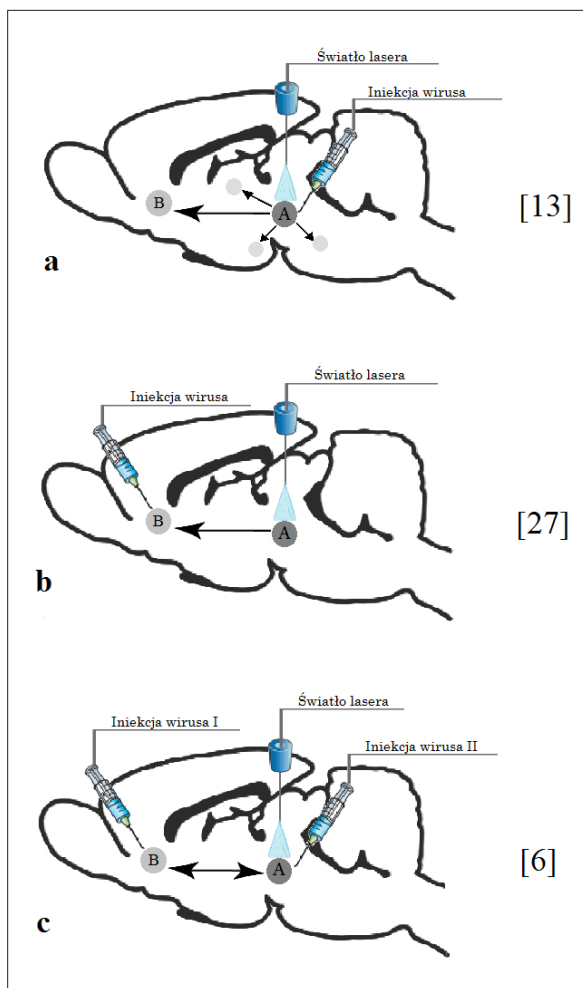 Światło lasera
Iniekcja wirusa
B
A
[13]
a
Światło lasera
Iniekcja wirusa
B
A
[27]
b
Światło lasera
Iniekcja wirusa I
Iniekcja wirusa II
B
A
[6]
c